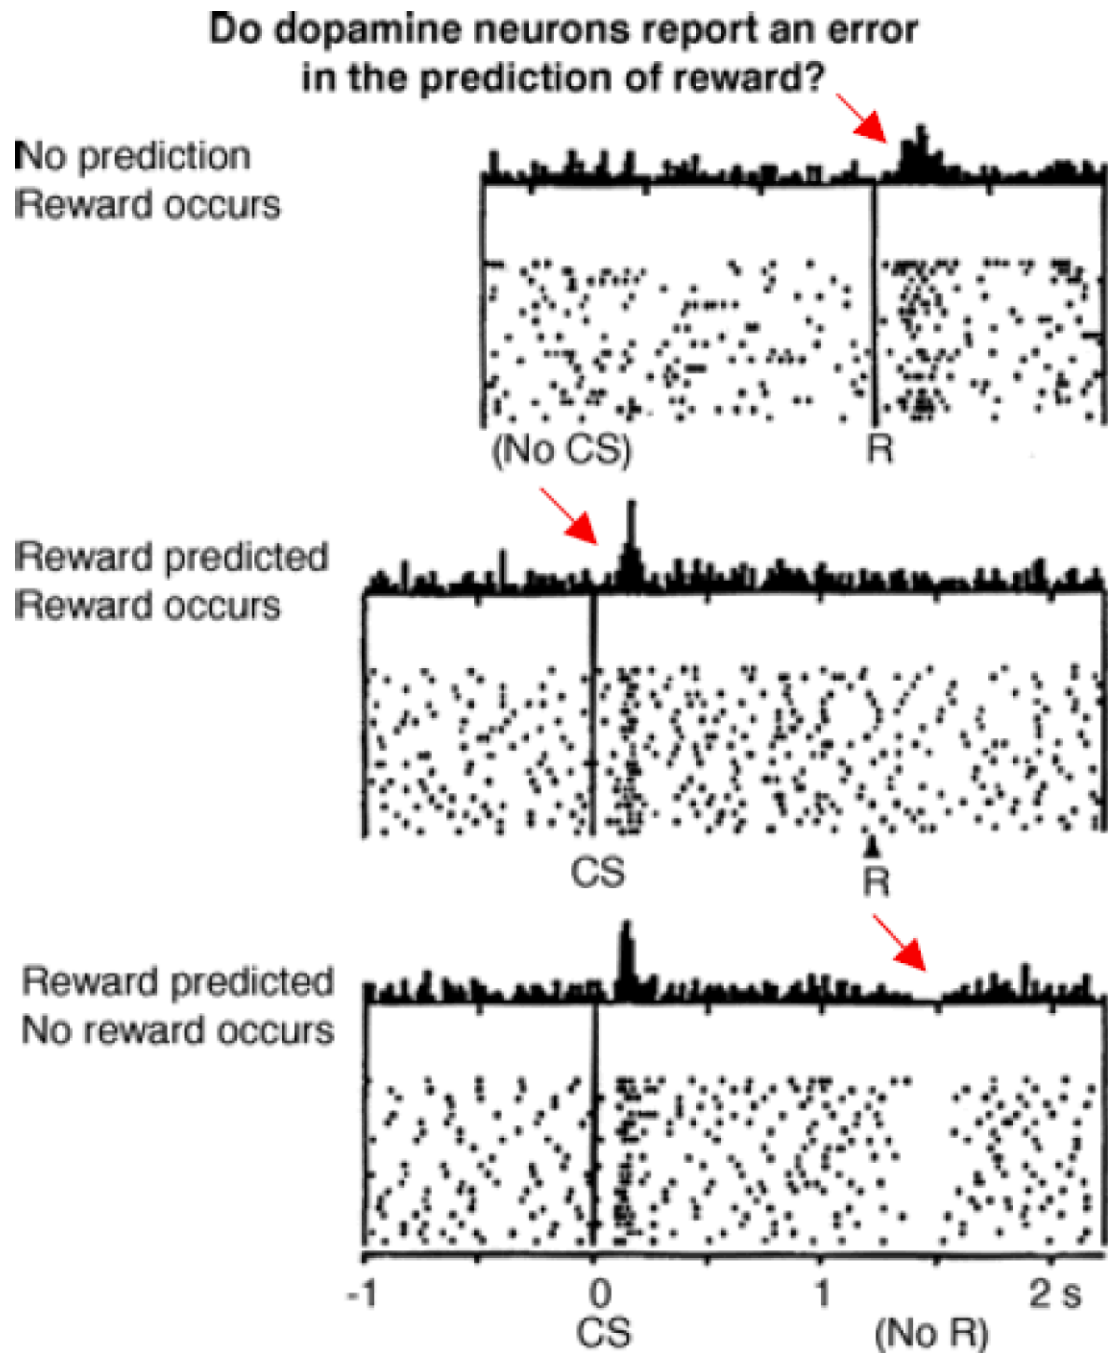 Do dopamine neurons report an error
in the prediction of reward?
No prediction
Reward occurs
(No CS)
R
Reward predicted
Reward occurs
CS
R
Reward predicted
No reward occurs
-1 0 1 2 s
CS (No R)